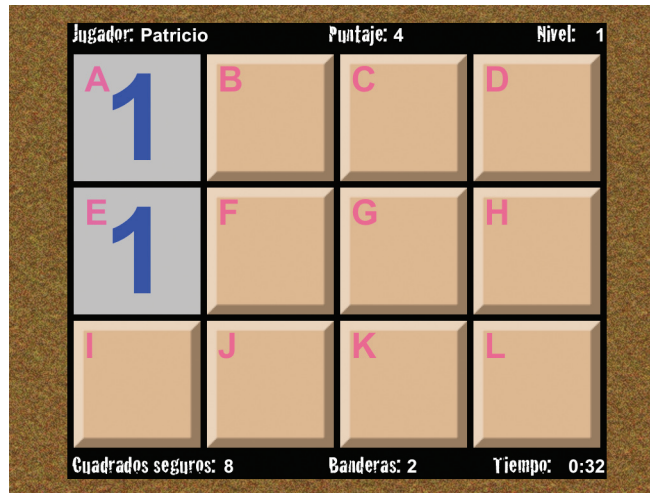 Jugador: Patricio Puntaje: 4 Nivel: 1
A 1 B C D
E 1 F G H
I J K L
Cuadrados seguros: 8 Banderas: 2 Tiempo: 0:32